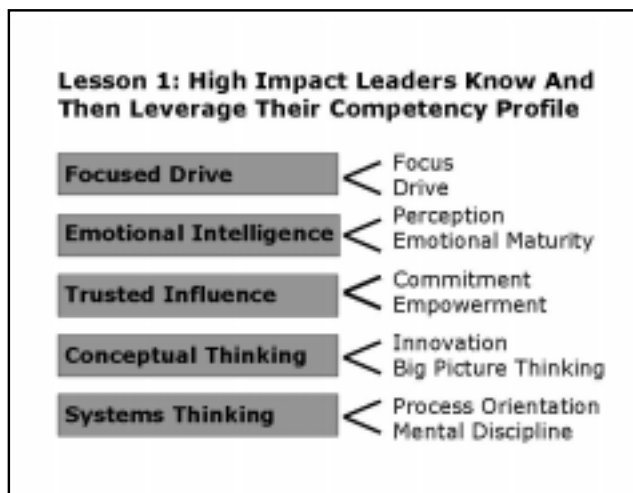 Lesson 1: High Impact Leaders Know And
Then Leverage Their Competency Profile
Focused Drive
Focus
Drive
Emotional Intelligence
Perception
Emotional Maturity
Trusted Influence
Commitment
Empowerment
Conceptual Thinking
Innovation
Big Picture Thinking
Systems Thinking
Process Orientation
Mental Discipline